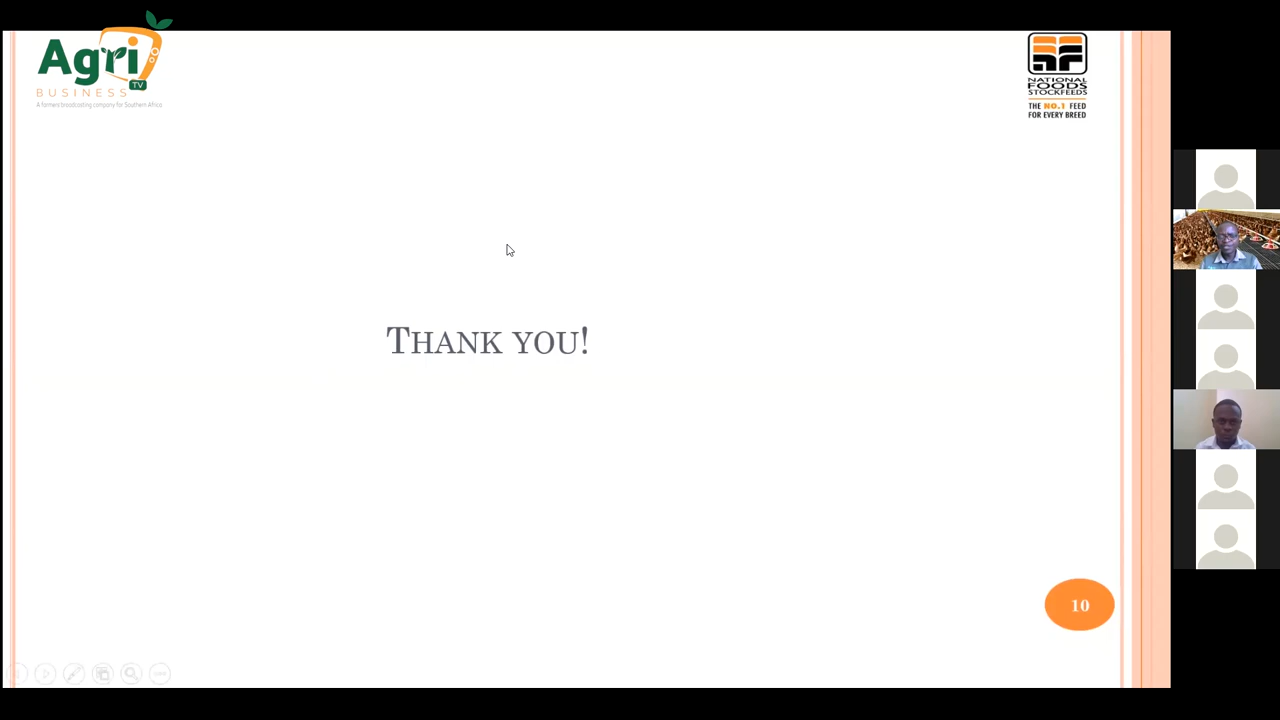 Agri
TV
BUSINESS
A farmers broadcasting company for Southern Africa
NATIONAL
FOODS
STOCKFEEDS
THE NO.1 FEED
FOR EVERY BREED
THANK YOU!
10